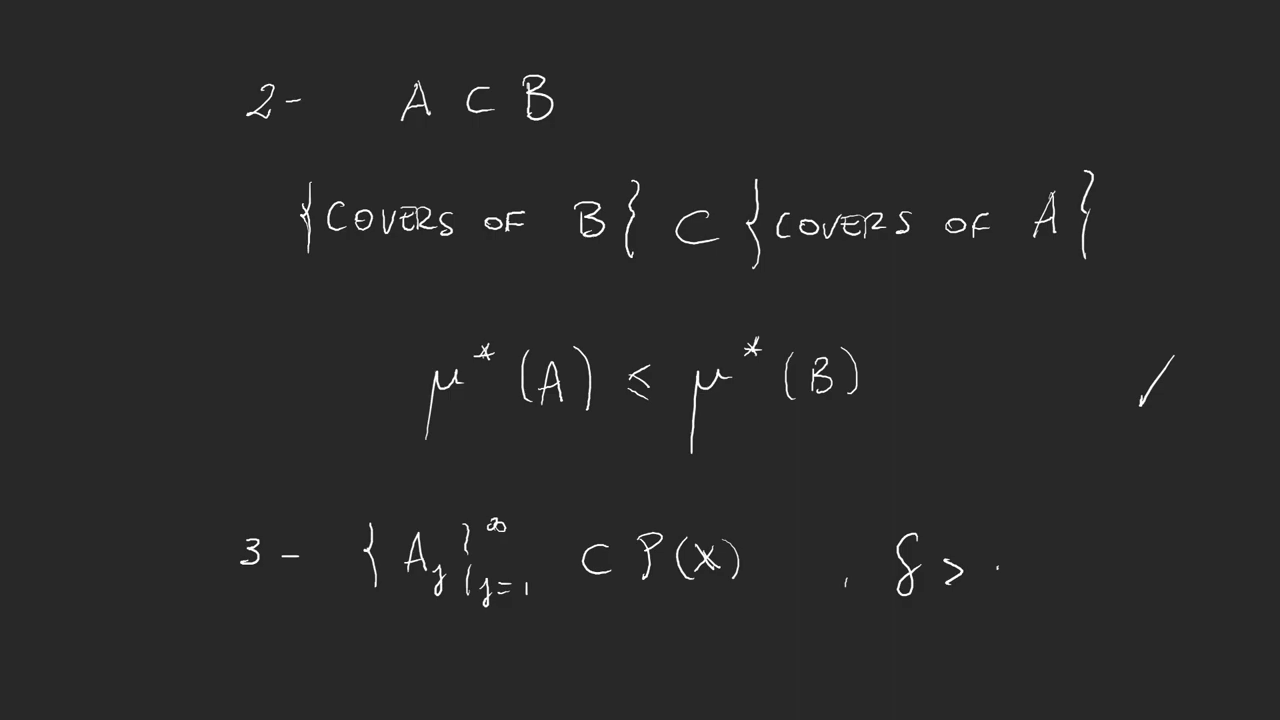 2- A ⊂ B
{COVERS OF B} ⊂ {COVERS OF A}
μ*(A) ≤ μ*(B) ✓
3- {A_j}_{j=1}^∞ ⊂ P(X) , δ >